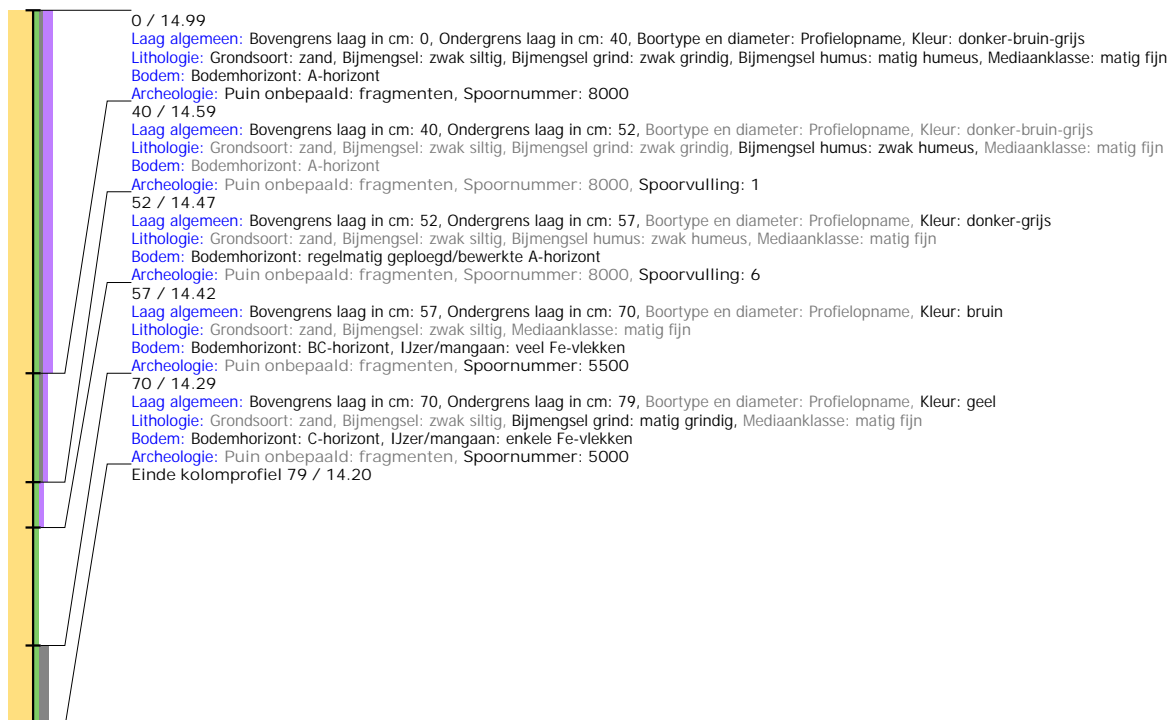 0 / 14.99
Laag algemeen: Bovengrens laag in cm: 0, Ondergrens laag in cm: 40, Boortype en diameter: Profielopname, Kleur: donker-bruin-grijs
Lithologie: Grondsoort: zand, Bijmengsel: zwak siltig, Bijmengsel grind: zwak grindig, Bijmengsel humus: matig humeus, Mediaanklasse: matig fijn
Bodem: Bodemhorizont: A-horizont
Archeologie: Puin onbepaald: fragmenten, Spoornummer: 8000
40 / 14.59
Laag algemeen: Bovengrens laag in cm: 40, Ondergrens laag in cm: 52, Boortype en diameter: Profielopname, Kleur: donker-bruin-grijs
Lithologie: Grondsoort: zand, Bijmengsel: zwak siltig, Bijmengsel grind: zwak grindig, Bijmengsel humus: zwak humeus, Mediaanklasse: matig fijn
Bodem: Bodemhorizont: A-horizont
Archeologie: Puin onbepaald: fragmenten, Spoornummer: 8000, Spoorvulling: 1
52 / 14.47
Laag algemeen: Bovengrens laag in cm: 52, Ondergrens laag in cm: 57, Boortype en diameter: Profielopname, Kleur: donker-grijs
Lithologie: Grondsoort: zand, Bijmengsel: zwak siltig, Bijmengsel humus: zwak humeus, Mediaanklasse: matig fijn
Bodem: Bodemhorizont: regelmatig geploegd/bewerkte A-horizont
Archeologie: Puin onbepaald: fragmenten, Spoornummer: 8000, Spoorvulling: 6
57 / 14.42
Laag algemeen: Bovengrens laag in cm: 57, Ondergrens laag in cm: 70, Boortype en diameter: Profielopname, Kleur: bruin
Lithologie: Grondsoort: zand, Bijmengsel: zwak siltig, Mediaanklasse: matig fijn
Bodem: Bodemhorizont: BC-horizont, IJzer/mangaan: veel Fe-vlekken
Archeologie: Puin onbepaald: fragmenten, Spoornummer: 5500
70 / 14.29
Laag algemeen: Bovengrens laag in cm: 70, Ondergrens laag in cm: 79, Boortype en diameter: Profielopname, Kleur: geel
Lithologie: Grondsoort: zand, Bijmengsel: zwak siltig, Bijmengsel grind: matig grindig, Mediaanklasse: matig fijn
Bodem: Bodemhorizont: C-horizont, IJzer/mangaan: enkele Fe-vlekken
Archeologie: Puin onbepaald: fragmenten, Spoornummer: 5000
Einde kolomprofiel 79 / 14.20